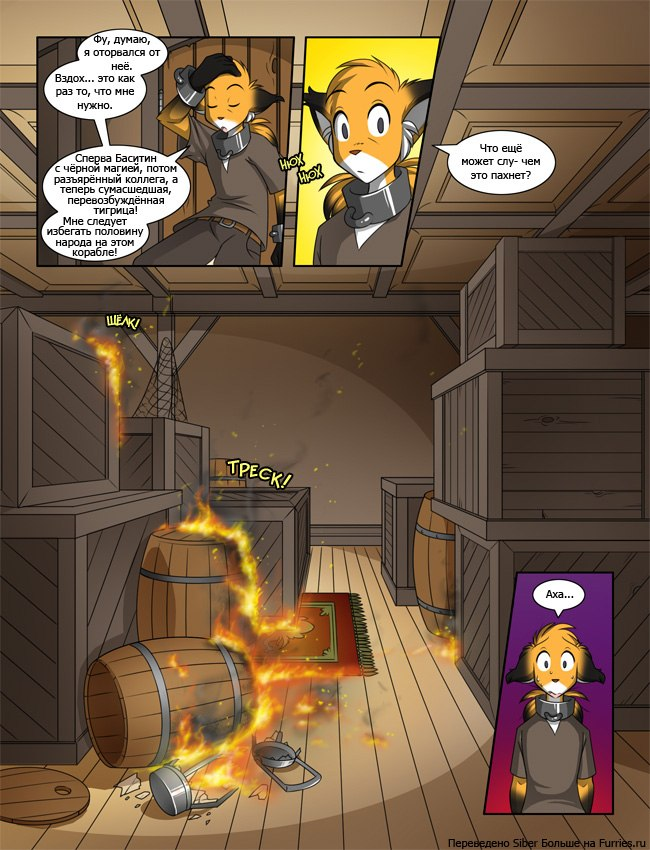 Фу, думаю,
я оторвался от
неё.
Вздох... это как
раз то, что мне
нужно.
Сперва Баситин
с чёрной магией, потом
разъярённый коллега, а
теперь сумасшедшая,
перевозбуждённая
тигрица!
Мне следует
избегать половину
народа на этом
корабле!
НЮХ
НЮХ
Что ещё
может слу- чем
это пахнет?
ЩЁЛК!
ТРЕСК!
Аха...
Переведено Siber Больше на Furries.ru